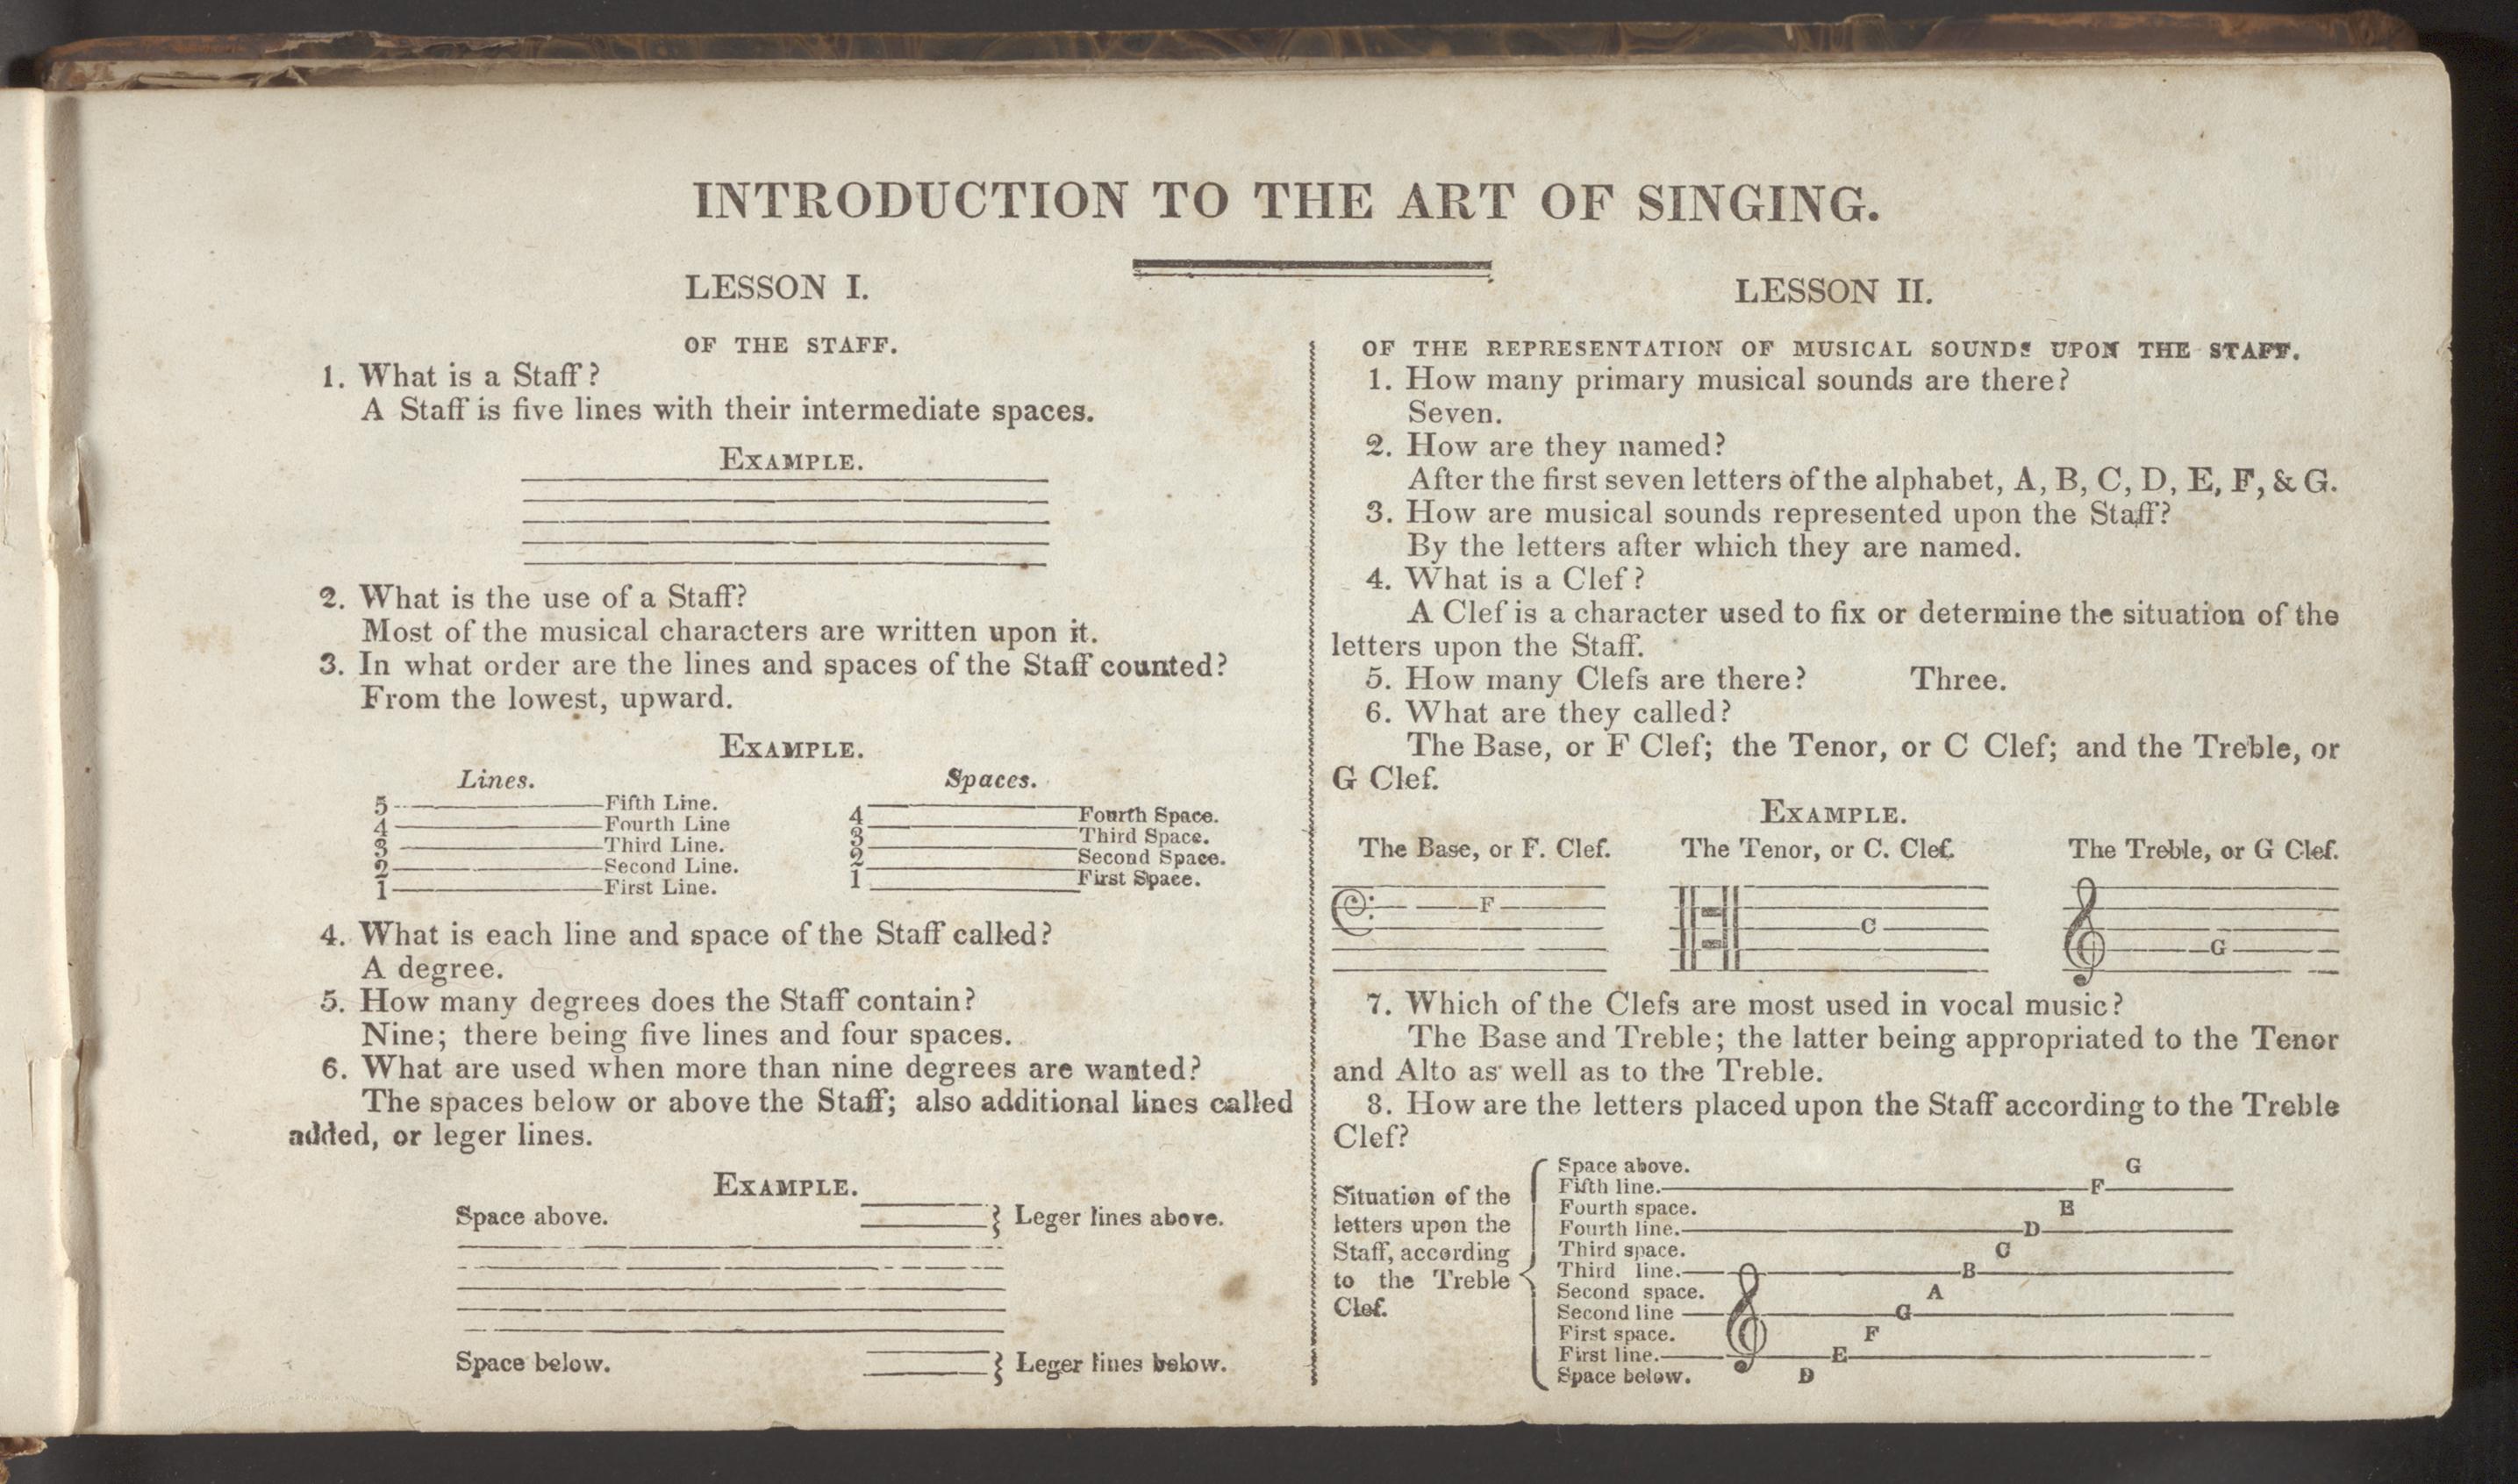 INTRODUCTION TO THE ART OF SINGING.
LESSON I.
OF THE STAFF.
1. What is a Staff?
A Staff is five lines with their intermediate spaces.
EXAMPLE.
2. What is the use of a Staff?
Most of the musical characters are written upon it.
3. In what order are the lines and spaces of the Staff counted?
From the lowest, upward.
EXAMPLE.
Lines.
5 Fifth Line.
4 Fourth Line
3 Third Line.
2 Second Line.
1 First Line.
Spaces.
4 Fourth Space.
3 Third Space.
2 Second Space.
1 First Space.
4. What is each line and space of the Staff called?
A degree.
5. How many degrees does the Staff contain?
Nine; there being five lines and four spaces.
6. What are used when more than nine degrees are wanted?
The spaces below or above the Staff; also additional lines called
added, or leger lines.
EXAMPLE.
Space above. Leger lines above.
Space below. Leger lines below.
LESSON II.
OF THE REPRESENTATION OF MUSICAL SOUNDS UPON THE STAFF.
1. How many primary musical sounds are there?
Seven.
2. How are they named?
After the first seven letters of the alphabet, A, B, C, D, E, F, & G.
3. How are musical sounds represented upon the Staff?
By the letters after which they are named.
4. What is a Clef?
A Clef is a character used to fix or determine the situation of the
letters upon the Staff.
5. How many Clefs are there? Three.
6. What are they called?
The Base, or F Clef; the Tenor, or C Clef; and the Treble, or
G Clef.
EXAMPLE.
The Base, or F. Clef. The Tenor, or C. Clef. The Treble, or G Clef.
F C G
7. Which of the Clefs are most used in vocal music?
The Base and Treble; the latter being appropriated to the Tenor
and Alto as well as to the Treble.
8. How are the letters placed upon the Staff according to the Treble
Clef?
Situation of the
letters upon the
Staff, according
to the Treble
Clef.
Space above. G
Fifth line. F
Fourth space. E
Fourth line. D
Third space. C
Third line. B
Second space. A
Second line G
First space. F
First line. E
Space below. D